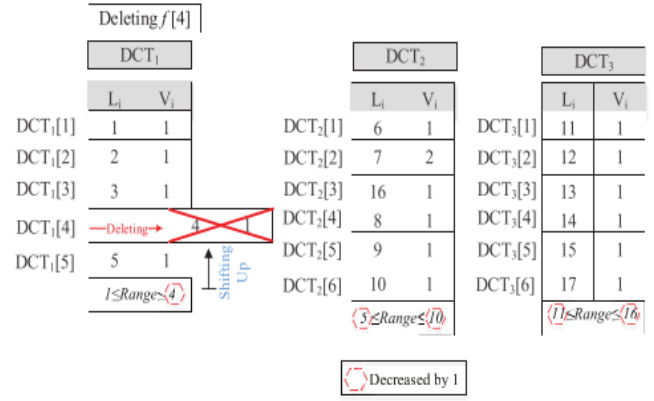 Deleting f[4]
DCT1
Li Vi
DCT1[1] 1 1
DCT1[2] 2 1
DCT1[3] 3 1
DCT1[4] Deleting 4 1
DCT1[5] 5 1
1≤Range≤4
Shifting
Up
DCT2
Li Vi
DCT2[1] 6 1
DCT2[2] 7 2
DCT2[3] 16 1
DCT2[4] 8 1
DCT2[5] 9 1
DCT2[6] 10 1
5≤Range≤10
DCT3
Li Vi
DCT3[1] 11 1
DCT3[2] 12 1
DCT3[3] 13 1
DCT3[4] 14 1
DCT3[5] 15 1
DCT3[6] 17 1
11≤Range≤16
Decreased by 1